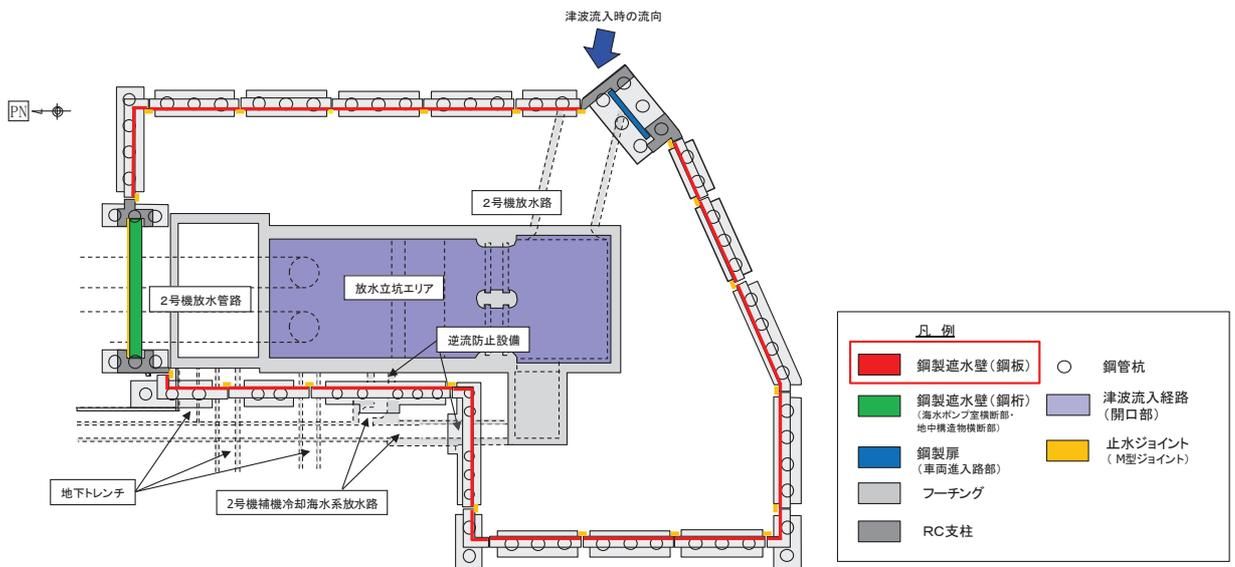 津波流入時の流向
PN
2号機放水路
2号機放水管路
放水立坑エリア
逆流防止設備
地下トレンチ
2号機補機冷却海水系放水路
凡 例
鋼製遮水壁(鋼板)
鋼製遮水壁(鋼桁)
(海水ポンプ室横断部・
地中構造物横断部)
鋼製扉
(車両進入路部)
フーチング
RC支柱
鋼管杭
津波流入経路
(開口部)
止水ジョイント
(M型ジョイント)